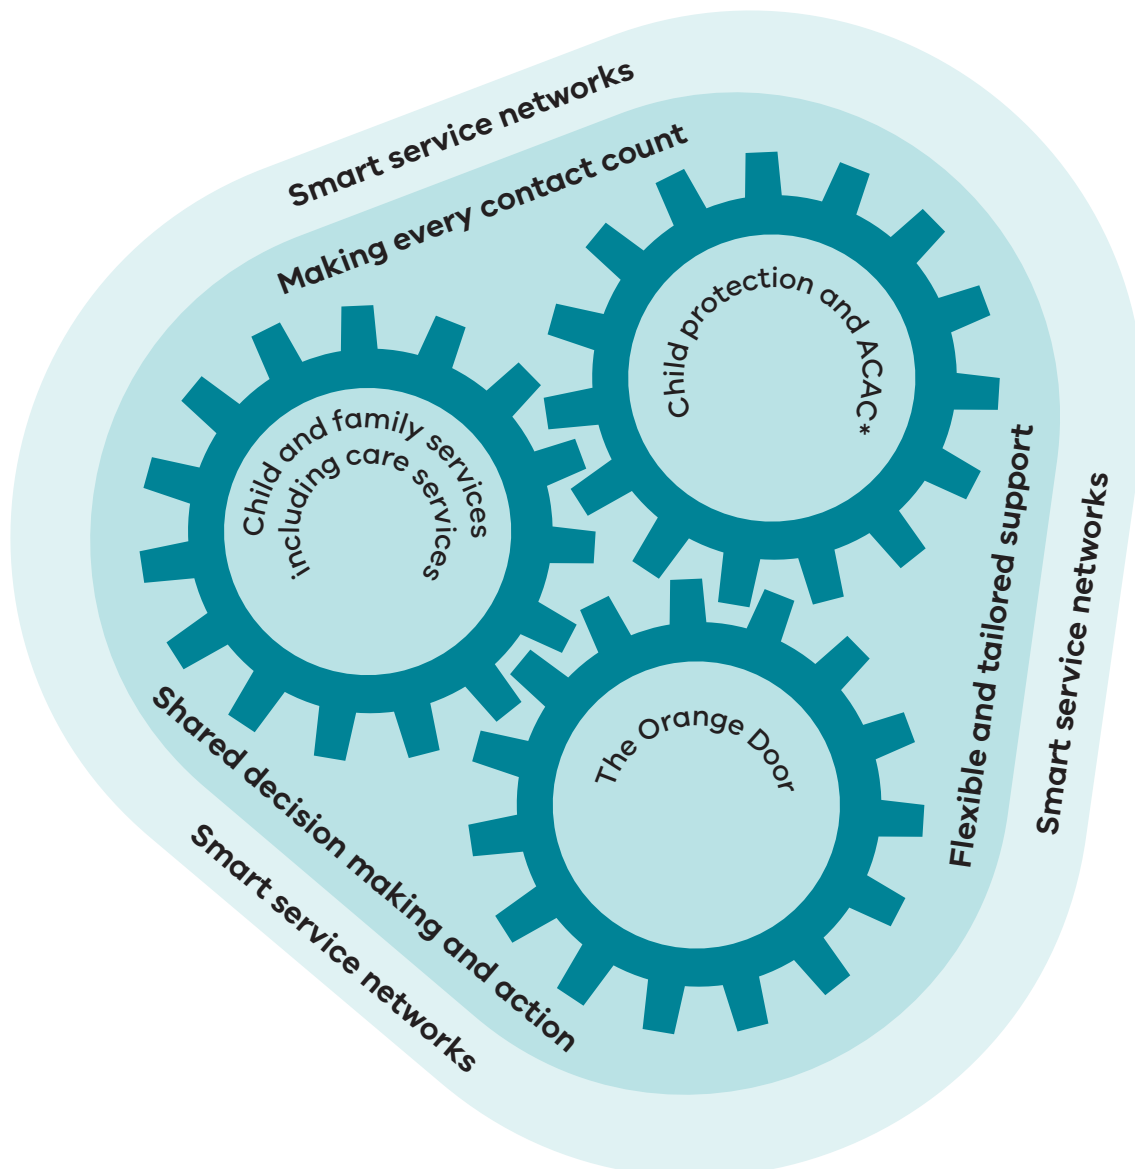 Smart service networks
Making every contact count
Child protection and ACAC*
Child and family services
including care services
Flexible and tailored support
Smart service networks
The Orange Door
Shared decision making and action
Smart service networks